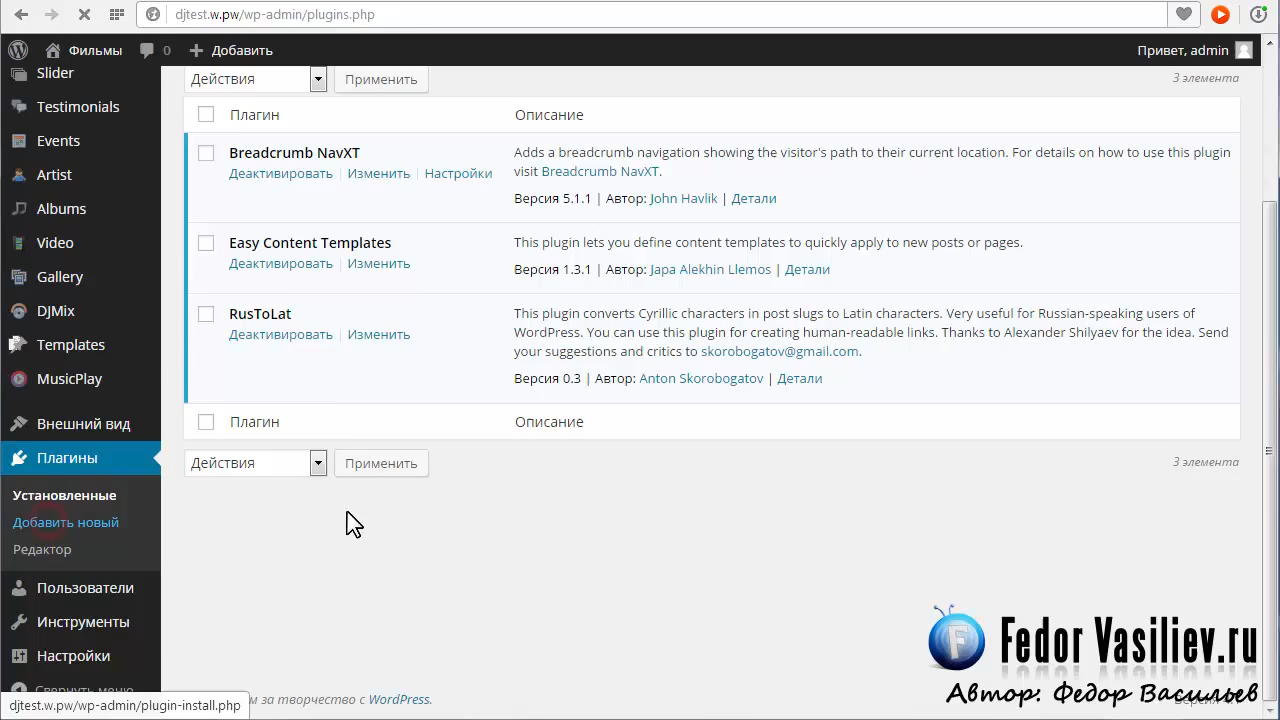 djtest.w.pw/wp-admin/plugins.php
Фильмы 0 Добавить Привет, admin
Slider
Testimonials
Events
Artist
Albums
Video
Gallery
DJMix
Templates
MusicPlay
Внешний вид
Плагины
Установленные
Добавить новый
Редактор
Пользователи
Инструменты
Настройки
Свернуть меню
Действия Применить 3 элемента
Плагин Описание
Breadcrumb NavXT
Деактивировать | Изменить | Настройки
Adds a breadcrumb navigation showing the visitor's path to their current location. For details on how to use this plugin
visit Breadcrumb NavXT.
Версия 5.1.1 | Автор: John Havlik | Детали
Easy Content Templates
Деактивировать | Изменить
This plugin lets you define content templates to quickly apply to new posts or pages.
Версия 1.3.1 | Автор: Japa Alekhin Llemos | Детали
RusToLat
Деактивировать | Изменить
This plugin converts Cyrillic characters in post slugs to Latin characters. Very useful for Russian-speaking users of
WordPress. You can use this plugin for creating human-readable links. Thanks to Alexander Shilyaev for the idea. Send
your suggestions and critics to skorobogatov@gmail.com.
Версия 0.3 | Автор: Anton Skorobogatov | Детали
Плагин Описание
Действия Применить 3 элемента
F Fedor Vasiliev.ru
Автор: Федор Васильев
за творчество с WordPress.
djtest.w.pw/wp-admin/plugin-install.php